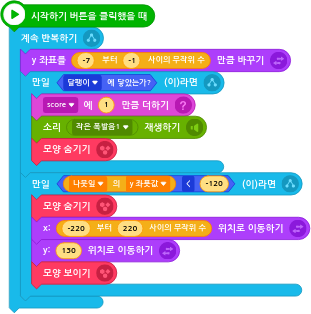 시작하기 버튼을 클릭했을 때
계속 반복하기
y 좌표를 -7 부터 -1 사이의 무작위 수 만큼 바꾸기
만일 달팽이 에 닿았는가? (이)라면
score 에 1 만큼 더하기 ?
소리 작은 폭발음1 재생하기
모양 숨기기
만일 나뭇잎 의 y 좌푯값 < -120 (이)라면
모양 숨기기
x: -220 부터 220 사이의 무작위 수 위치로 이동하기
y: 130 위치로 이동하기
모양 보이기